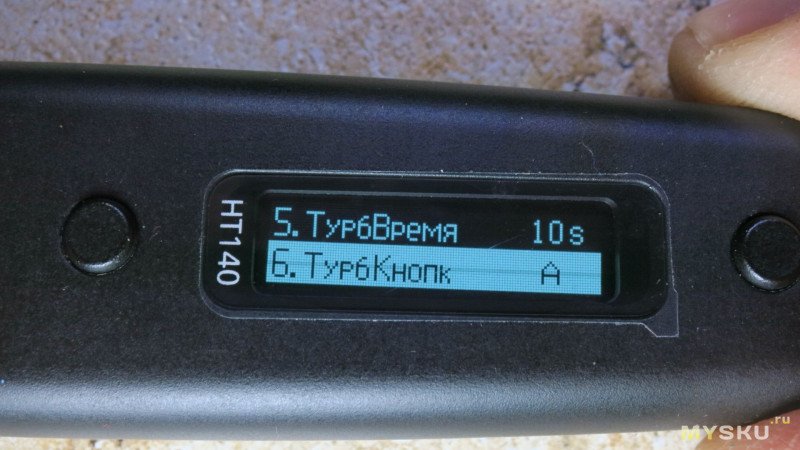 HT140
5. ТурбВремя 10s
6. ТурбКнопк A
MYSKU.ru